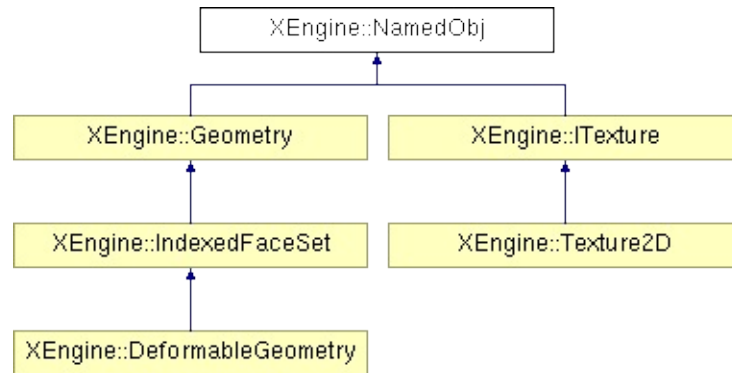 XEngine::NamedObj
XEngine::Geometry
XEngine::ITexture
XEngine::IndexedFaceSet
XEngine::Texture2D
XEngine::DeformableGeometry